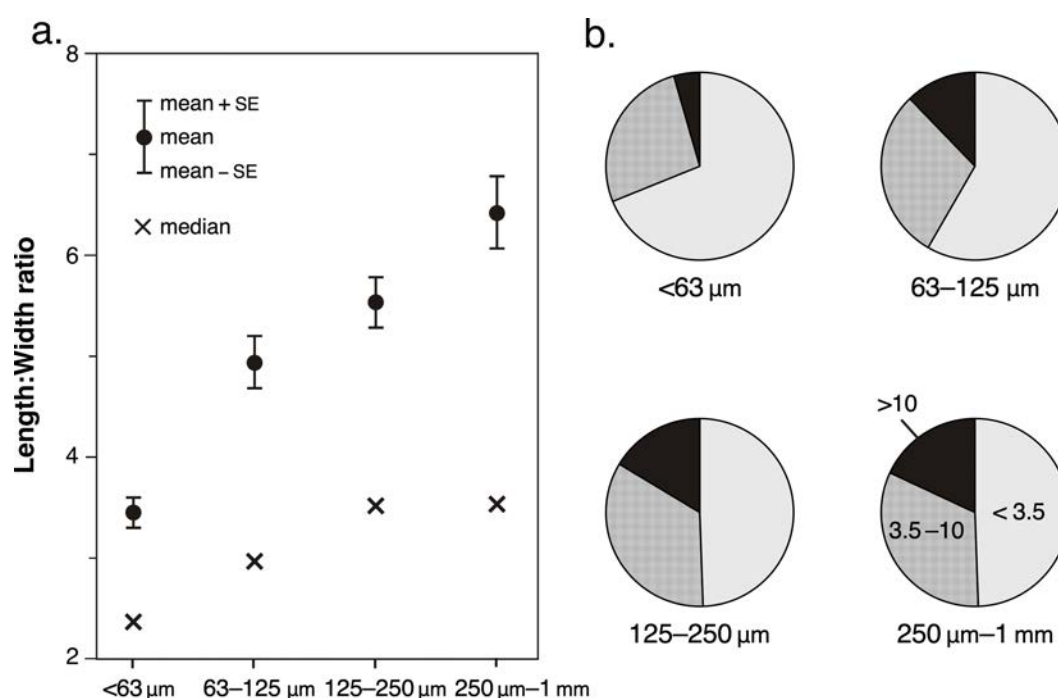 a.
8
6
4
2
Length:Width ratio
mean + SE
mean
mean – SE
median
<63 µm
63–125 µm
125–250 µm
250 µm–1 mm
b.
<63 µm
63–125 µm
>10
3.5–10
< 3.5
125–250 µm
250 µm–1 mm